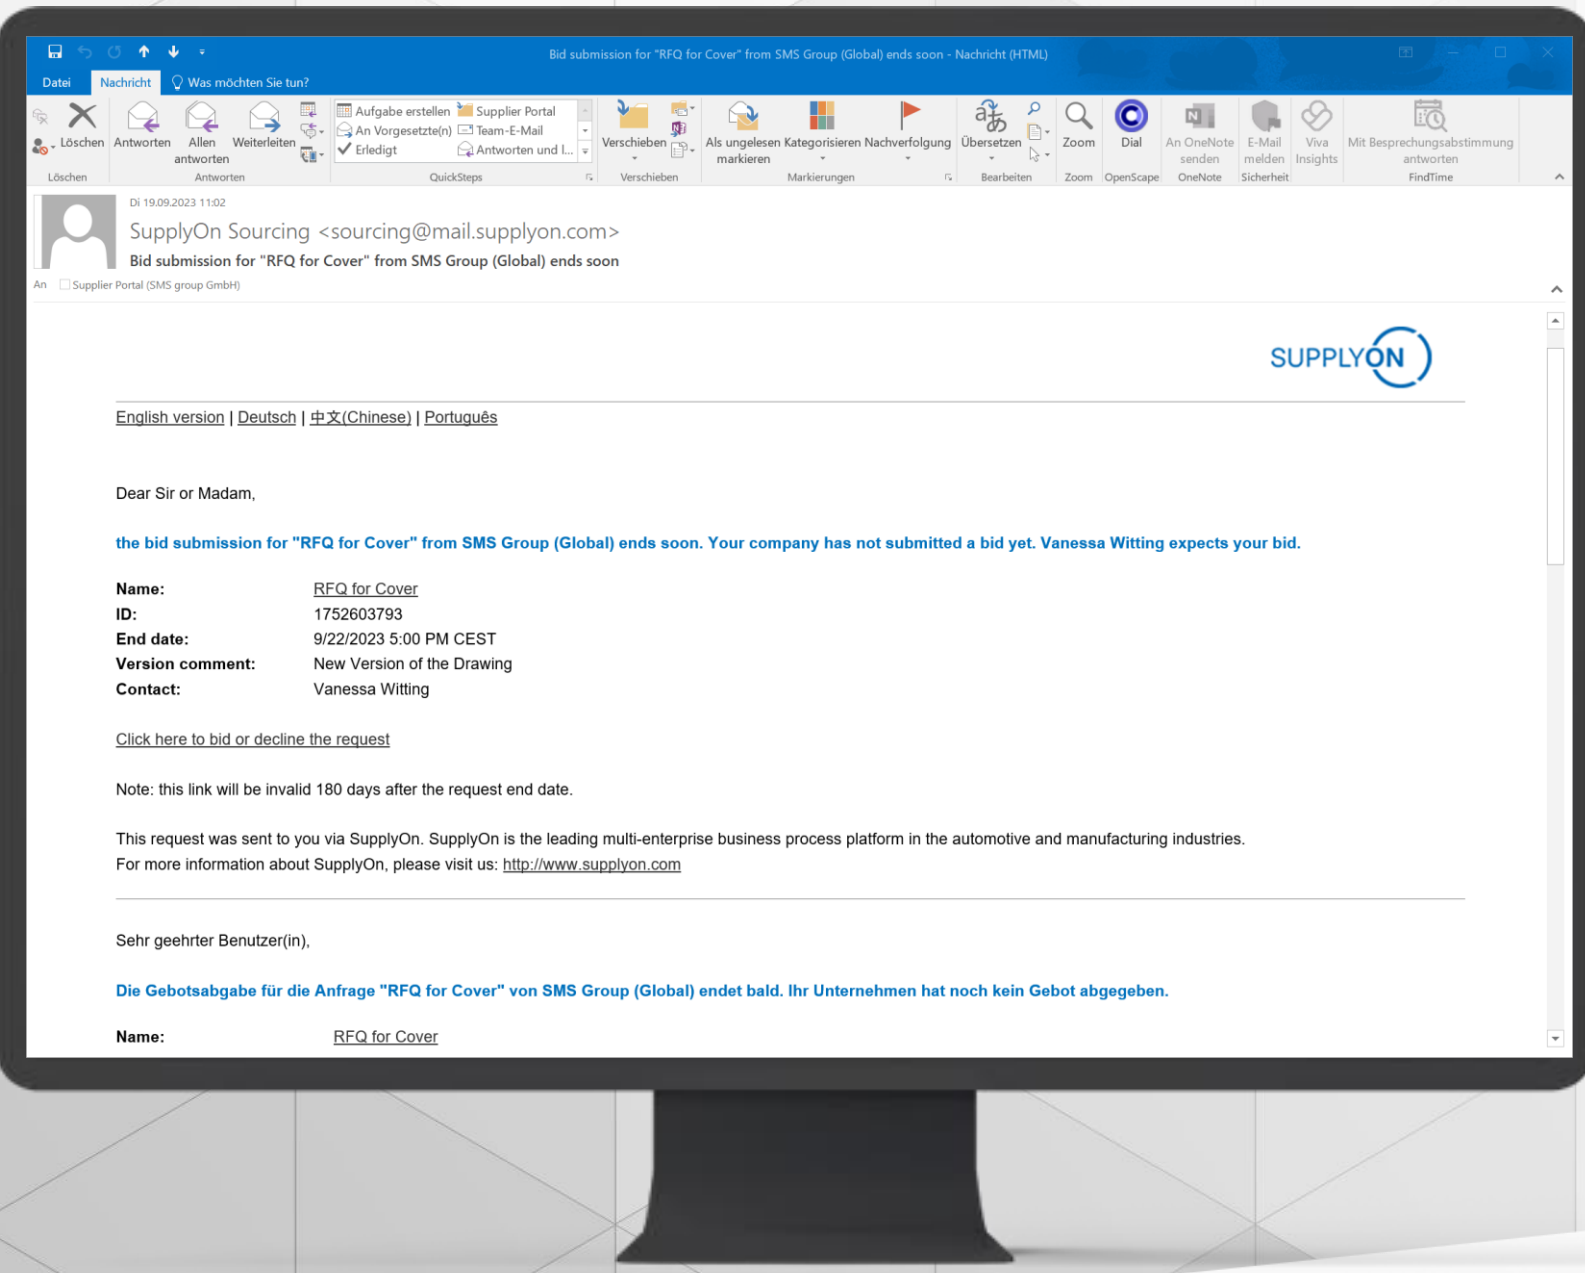 Bid submission for "RFQ for Cover" from SMS Group (Global) ends soon - Nachricht (HTML)
Datei Nachricht Was möchten Sie tun?
Löschen
Antworten
Allen antworten
Weiterleiten
Aufgabe erstellen
Supplier Portal
An Vorgesetzte(n)
Team-E-Mail
Erledigt
Antworten und l...
Verschieben
Als ungelesen markieren
Kategorisieren
Nachverfolgung
Übersetzen
Zoom
Dial
An OneNote senden
E-Mail melden
Viva Insights
Mit Besprechungsabstimmung antworten
Löschen Antworten QuickSteps Verschieben Markierungen Bearbeiten Zoom OpenScape OneNote Sicherheit FindTime
Di 19.09.2023 11:02
SupplyOn Sourcing <sourcing@mail.supplyon.com>
Bid submission for "RFQ for Cover" from SMS Group (Global) ends soon
An Supplier Portal (SMS group GmbH)
SUPPLYON
English version | Deutsch | 中文(Chinese) | Português
Dear Sir or Madam,
the bid submission for "RFQ for Cover" from SMS Group (Global) ends soon. Your company has not submitted a bid yet. Vanessa Witting expects your bid.
Name: RFQ for Cover
ID: 1752603793
End date: 9/22/2023 5:00 PM CEST
Version comment: New Version of the Drawing
Contact: Vanessa Witting
Click here to bid or decline the request
Note: this link will be invalid 180 days after the request end date.
This request was sent to you via SupplyOn. SupplyOn is the leading multi-enterprise business process platform in the automotive and manufacturing industries.
For more information about SupplyOn, please visit us: http://www.supplyon.com
Sehr geehrter Benutzer(in),
Die Gebotsabgabe für die Anfrage "RFQ for Cover" von SMS Group (Global) endet bald. Ihr Unternehmen hat noch kein Gebot abgegeben.
Name: RFQ for Cover